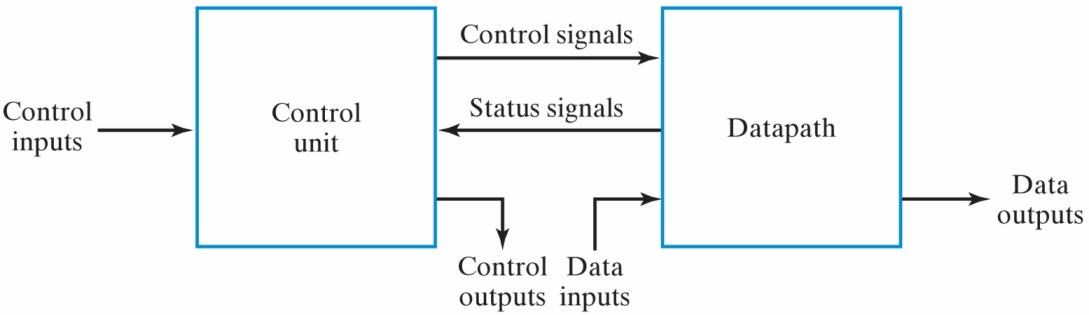 Control signals
Control
inputs
Control
unit
Status signals
Datapath
Data
outputs
Control
outputs
Data
inputs